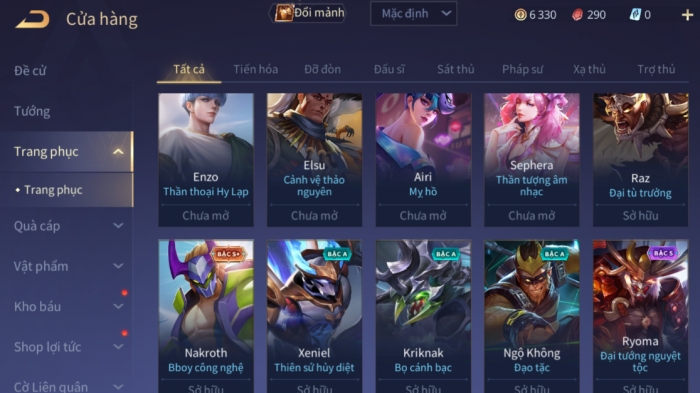 Cửa hàng
Đổi mảnh
Mặc định
6 330
290
0
Đề cử
Tướng
Trang phục
• Trang phục
Quà cáp
Vật phẩm
Kho báu
Shop lợi tức
Cờ Liên quân
Tất cả
Tiến hóa
Đỡ đòn
Đấu sĩ
Sát thủ
Pháp sư
Xạ thủ
Trợ thủ
Enzo
Thần thoại Hy Lạp
Chưa mở
Elsu
Cảnh vệ thảo
nguyên
Chưa mở
Airi
Mỵ hồ
Chưa mở
Sephera
Thần tượng âm
nhạc
Chưa mở
Raz
Đại tù trưởng
Sở hữu
BẬC S+
Nakroth
Bboy công nghệ
Sở hữu
BẬC A
Xeniel
Thiên sứ hủy diệt
Sở hữu
BẬC A
Kriknak
Bọ cánh bạc
Sở hữu
BẬC A
Ngộ Không
Đạo tặc
Sở hữu
BẬC S
Ryoma
Đại tướng nguyệt
tộc
Sở hữu